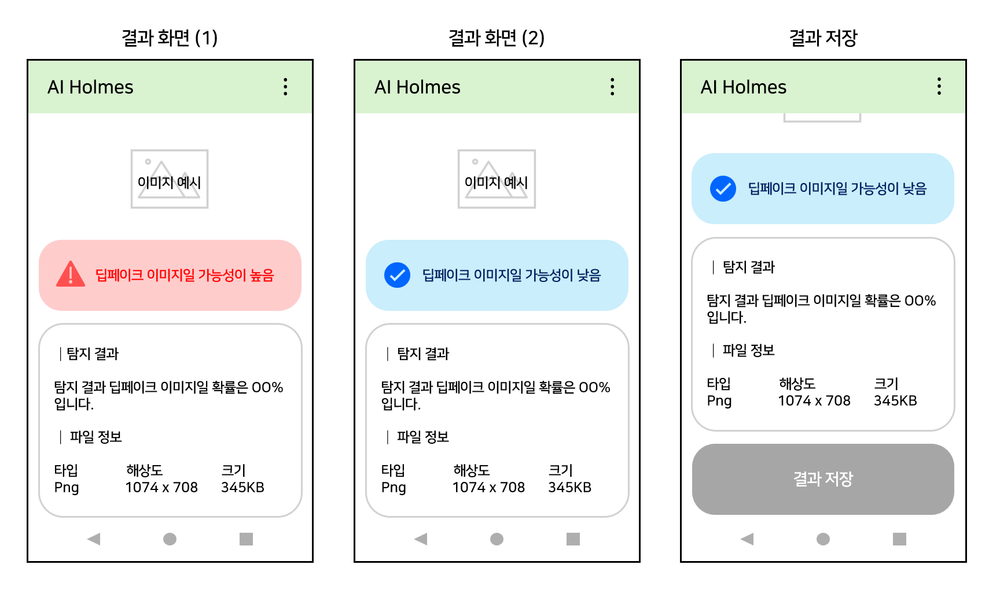 결과 화면 (1)
AI Holmes
이미지 예시
딥페이크 이미지일 가능성이 높음
| 탐지 결과
탐지 결과 딥페이크 이미지일 확률은 OO%
입니다.
| 파일 정보
타입 해상도 크기
Png 1074 x 708 345KB
결과 화면 (2)
AI Holmes
이미지 예시
딥페이크 이미지일 가능성이 낮음
| 탐지 결과
탐지 결과 딥페이크 이미지일 확률은 OO%
입니다.
| 파일 정보
타입 해상도 크기
Png 1074 x 708 345KB
결과 저장
AI Holmes
딥페이크 이미지일 가능성이 낮음
| 탐지 결과
탐지 결과 딥페이크 이미지일 확률은 OO%
입니다.
| 파일 정보
타입 해상도 크기
Png 1074 x 708 345KB
결과 저장